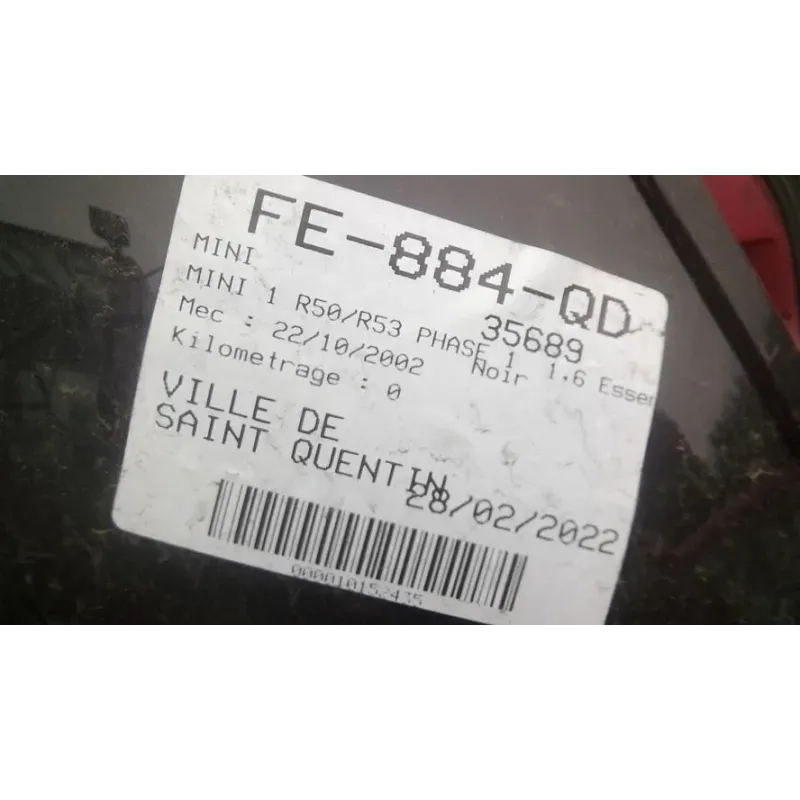 FE-884-QD
MINI 35689
MINI 1 R50/R53 PHASE 1 1.6 Essen
Mec : 22/10/2002 Noir
Kilometrage : 0
VILLE DE
SAINT QUENTIN
28/02/2022
000010152435